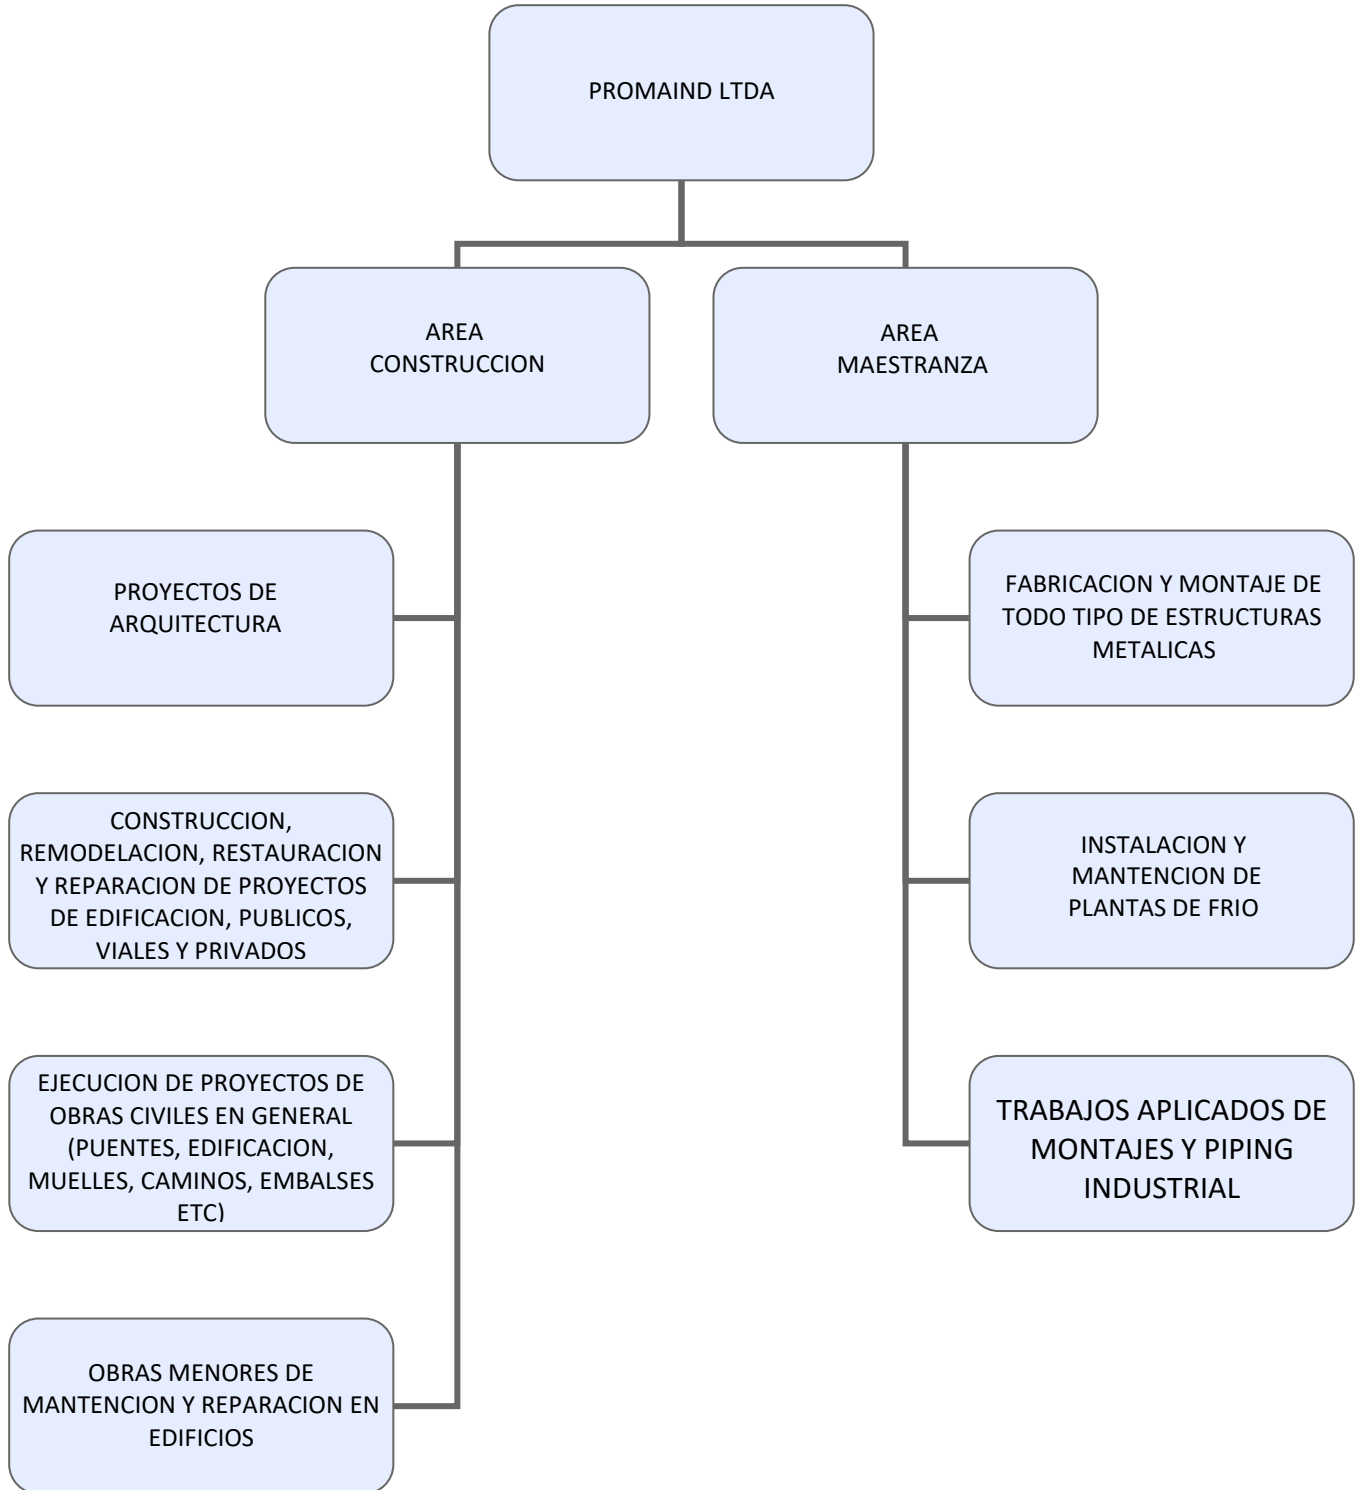 PROMAIND LTDA
AREA
CONSTRUCCION
AREA
MAESTRANZA
PROYECTOS DE
ARQUITECTURA
FABRICACION Y MONTAJE DE
TODO TIPO DE ESTRUCTURAS
METALICAS
CONSTRUCCION,
REMODELACION, RESTAURACION
Y REPARACION DE PROYECTOS
DE EDIFICACION, PUBLICOS,
VIALES Y PRIVADOS
INSTALACION Y
MANTENCION DE
PLANTAS DE FRIO
EJECUCION DE PROYECTOS DE
OBRAS CIVILES EN GENERAL
(PUENTES, EDIFICACION,
MUELLES, CAMINOS, EMBALSES
ETC)
TRABAJOS APLICADOS DE
MONTAJES Y PIPING
INDUSTRIAL
OBRAS MENORES DE
MANTENCION Y REPARACION EN
EDIFICIOS